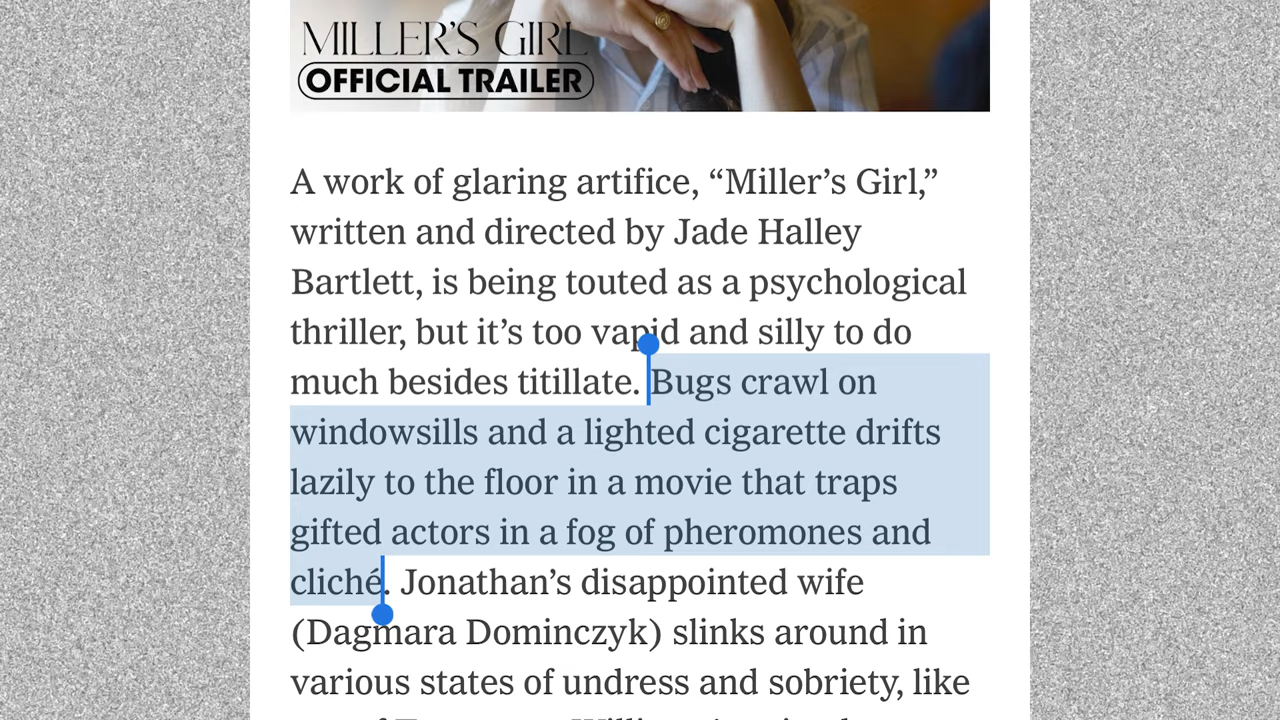 MILLER'S GIRL
OFFICIAL TRAILER
A work of glaring artifice, “Miller’s Girl,”
written and directed by Jade Halley
Bartlett, is being touted as a psychological
thriller, but it’s too vapid and silly to do
much besides titillate. Bugs crawl on
windowsills and a lighted cigarette drifts
lazily to the floor in a movie that traps
gifted actors in a fog of pheromones and
cliché. Jonathan’s disappointed wife
(Dagmara Dominczyk) slinks around in
various states of undress and sobriety, like